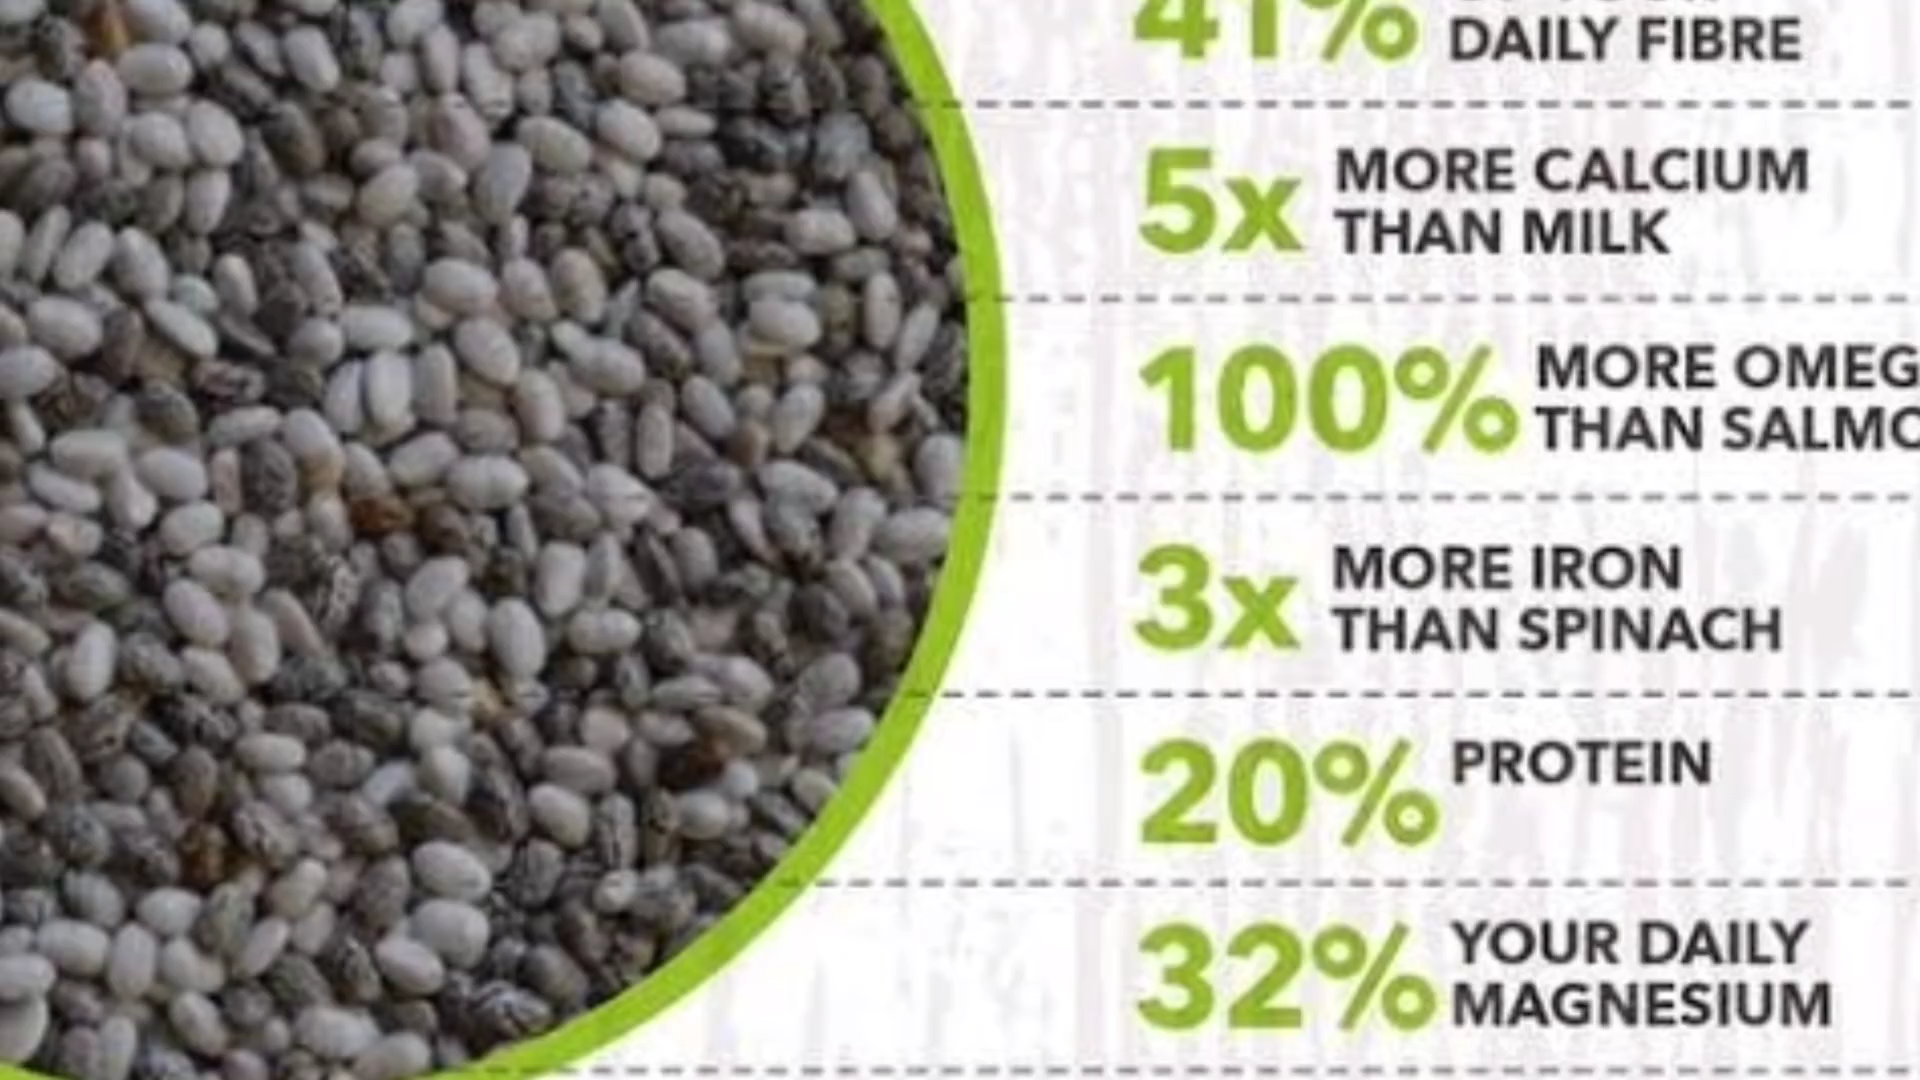 41%
DAILY FIBRE
5x MORE CALCIUM
THAN MILK
100% MORE
THAN
3x MORE IRON
THAN SPINACH
20% PROTEIN
32% YOUR DAILY
MAGNESIUM